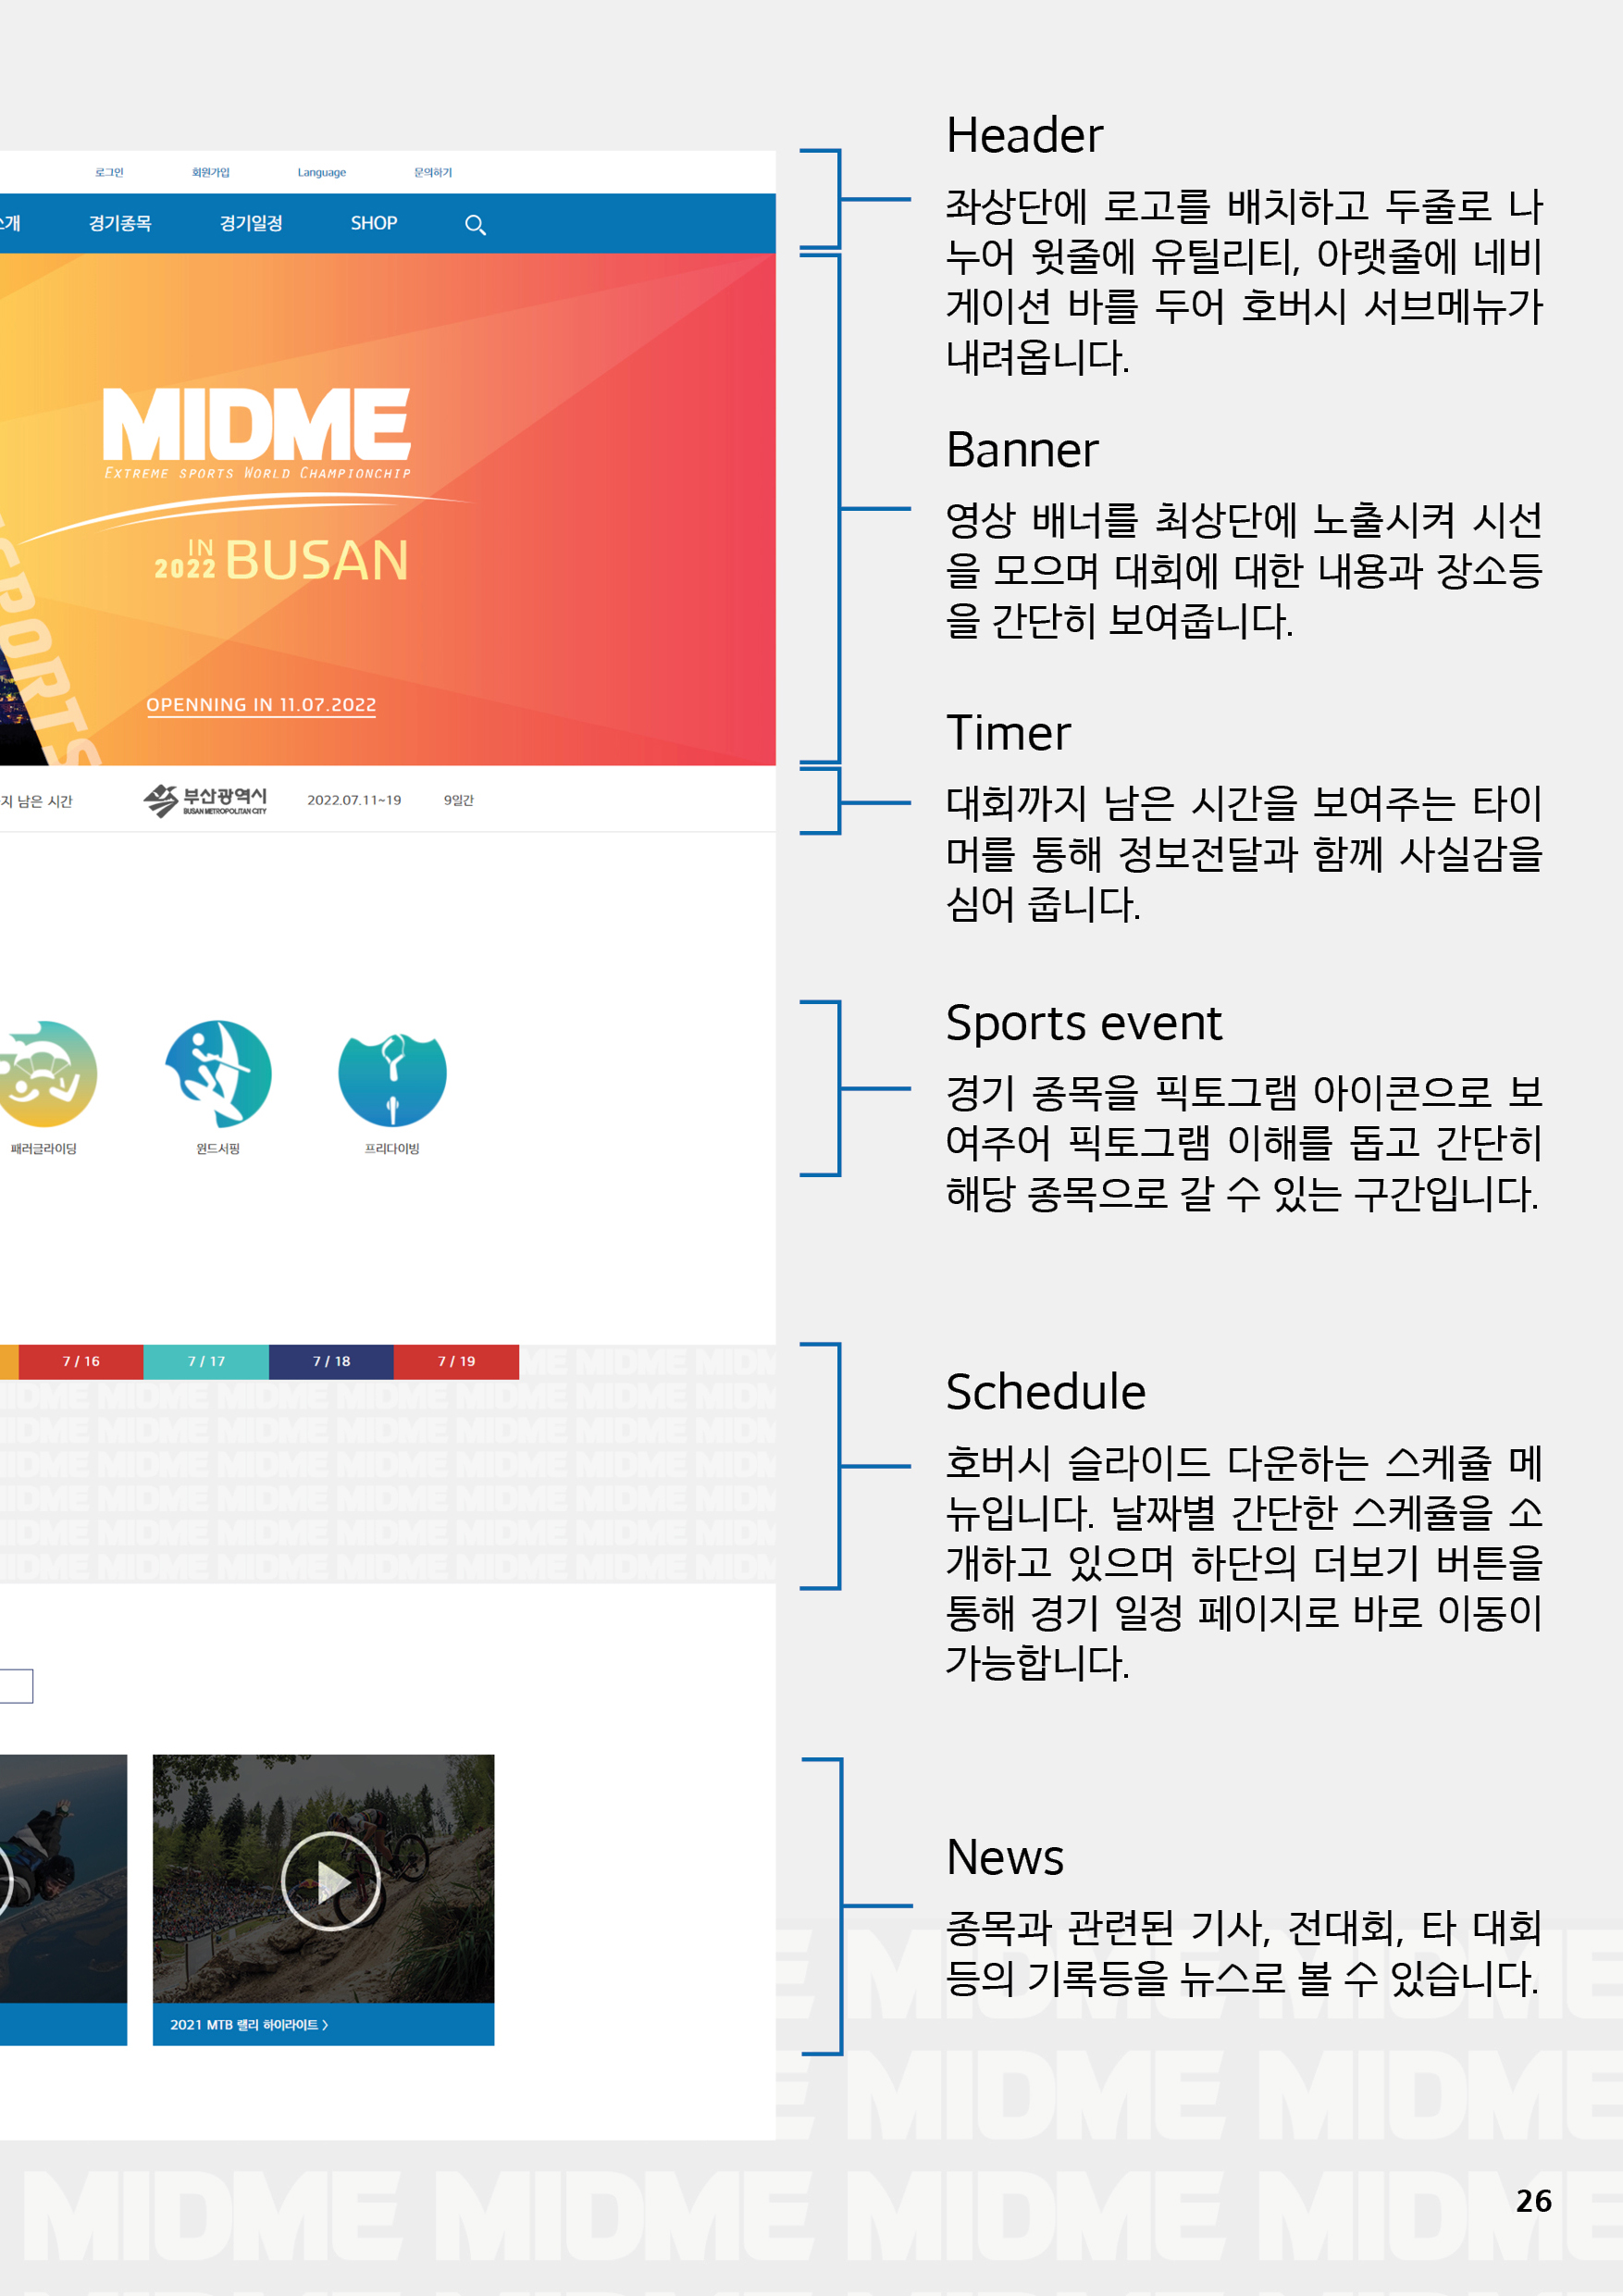 로그인 회원가입 Language 문의하기
경기종목 경기일정 SHOP
MIDME
EXTREME SPORTS WORLD CHAMPIONCHIP
IN
2022 BUSAN
SPORTS
OPENNING IN 11.07.2022
지 남은 시간 부산광역시 2022.07.11~19 9일간
BUSAN METROPOLITAN CITY
패러글라이딩 윈드서핑 프리다이빙
7 / 16 7 / 17 7 / 18 7 / 19
2021 MTB 랠리 하이라이트 >
Header
좌상단에 로고를 배치하고 두줄로 나
누어 윗줄에 유틸리티, 아랫줄에 네비
게이션 바를 두어 호버시 서브메뉴가
내려옵니다.
Banner
영상 배너를 최상단에 노출시켜 시선
을 모으며 대회에 대한 내용과 장소등
을 간단히 보여줍니다.
Timer
대회까지 남은 시간을 보여주는 타이
머를 통해 정보전달과 함께 사실감을
심어 줍니다.
Sports event
경기 종목을 픽토그램 아이콘으로 보
여주어 픽토그램 이해를 돕고 간단히
해당 종목으로 갈 수 있는 구간입니다.
Schedule
호버시 슬라이드 다운하는 스케쥴 메
뉴입니다. 날짜별 간단한 스케쥴을 소
개하고 있으며 하단의 더보기 버튼을
통해 경기 일정 페이지로 바로 이동이
가능합니다.
News
종목과 관련된 기사, 전대회, 타 대회
등의 기록등을 뉴스로 볼 수 있습니다.
MIDME MIDME MIDME MIDME
26